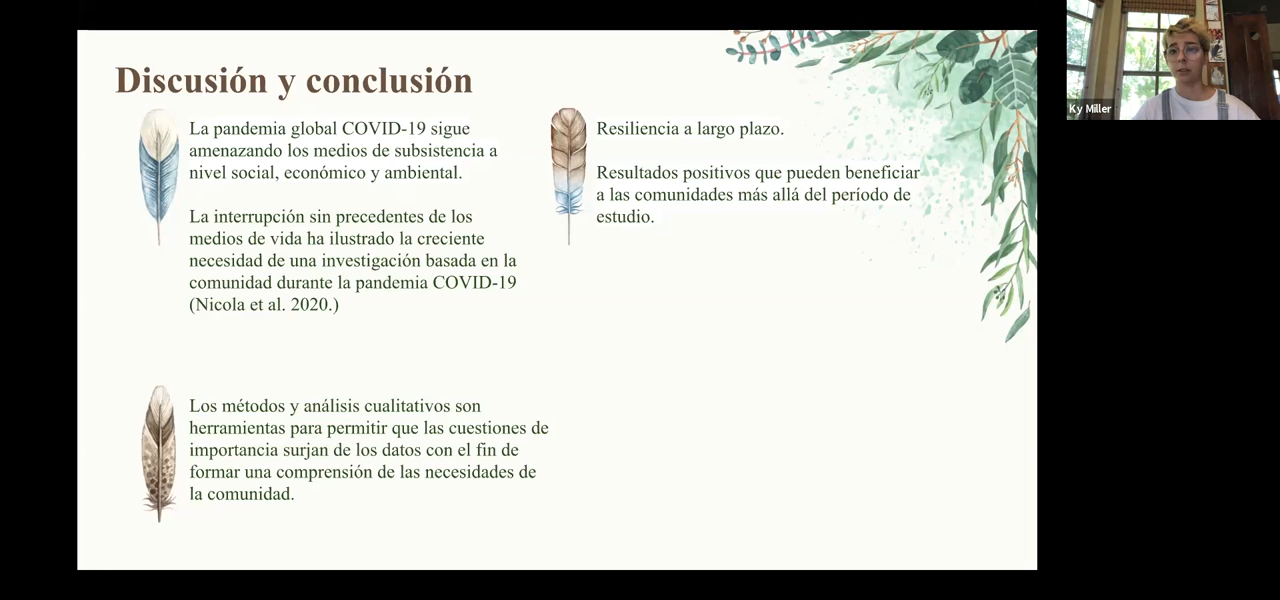 Discusión y conclusión
La pandemia global COVID-19 sigue
amenazando los medios de subsistencia a
nivel social, económico y ambiental.
La interrupción sin precedentes de los
medios de vida ha ilustrado la creciente
necesidad de una investigación basada en la
comunidad durante la pandemia COVID-19
(Nicola et al. 2020.)
Resiliencia a largo plazo.
Resultados positivos que pueden beneficiar
a las comunidades más allá del período de
estudio.
Los métodos y análisis cualitativos son
herramientas para permitir que las cuestiones de
importancia surjan de los datos con el fin de
formar una comprensión de las necesidades de
la comunidad.
Ky Miller